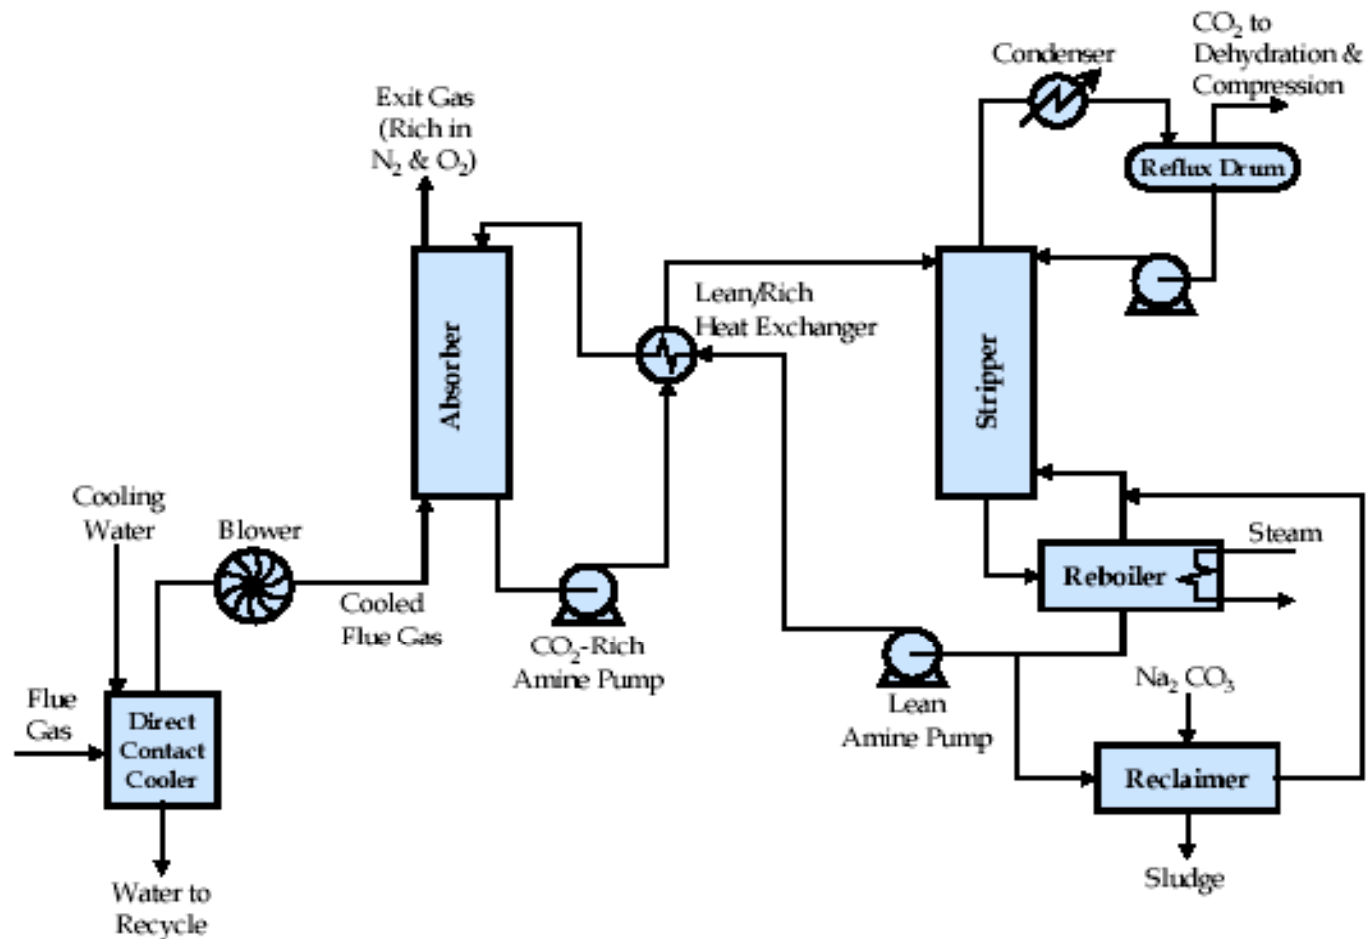 CO₂ to
Dehydration &
Compression
Condenser
Exit Gas
(Rich in
N₂ & O₂)
Reflux Drum
Lean/Rich
Heat Exchanger
Absorber
Stripper
Cooling
Water
Blower
Steam
Reboiler
Cooled
Flue Gas
CO₂-Rich
Amine Pump
Na₂ CO₃
Flue
Gas
Direct
Contact
Cooler
Lean
Amine Pump
Reclaimer
Water to
Recycle
Sludge